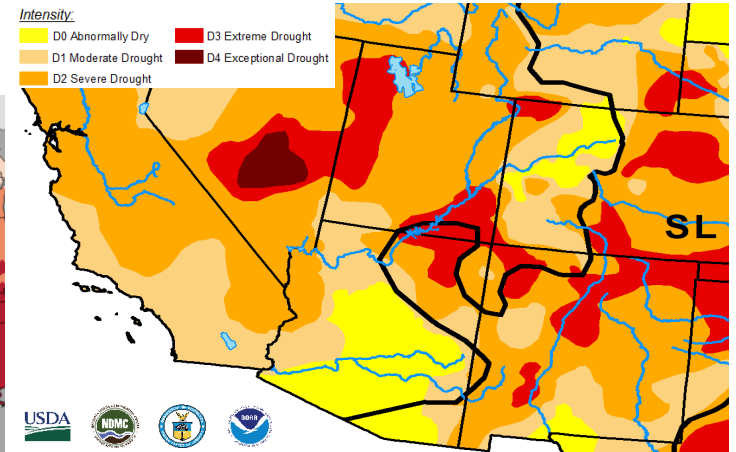 Intensity:
D0 Abnormally Dry
D1 Moderate Drought
D2 Severe Drought
D3 Extreme Drought
D4 Exceptional Drought
SL
USDA
NDMC
NOAA